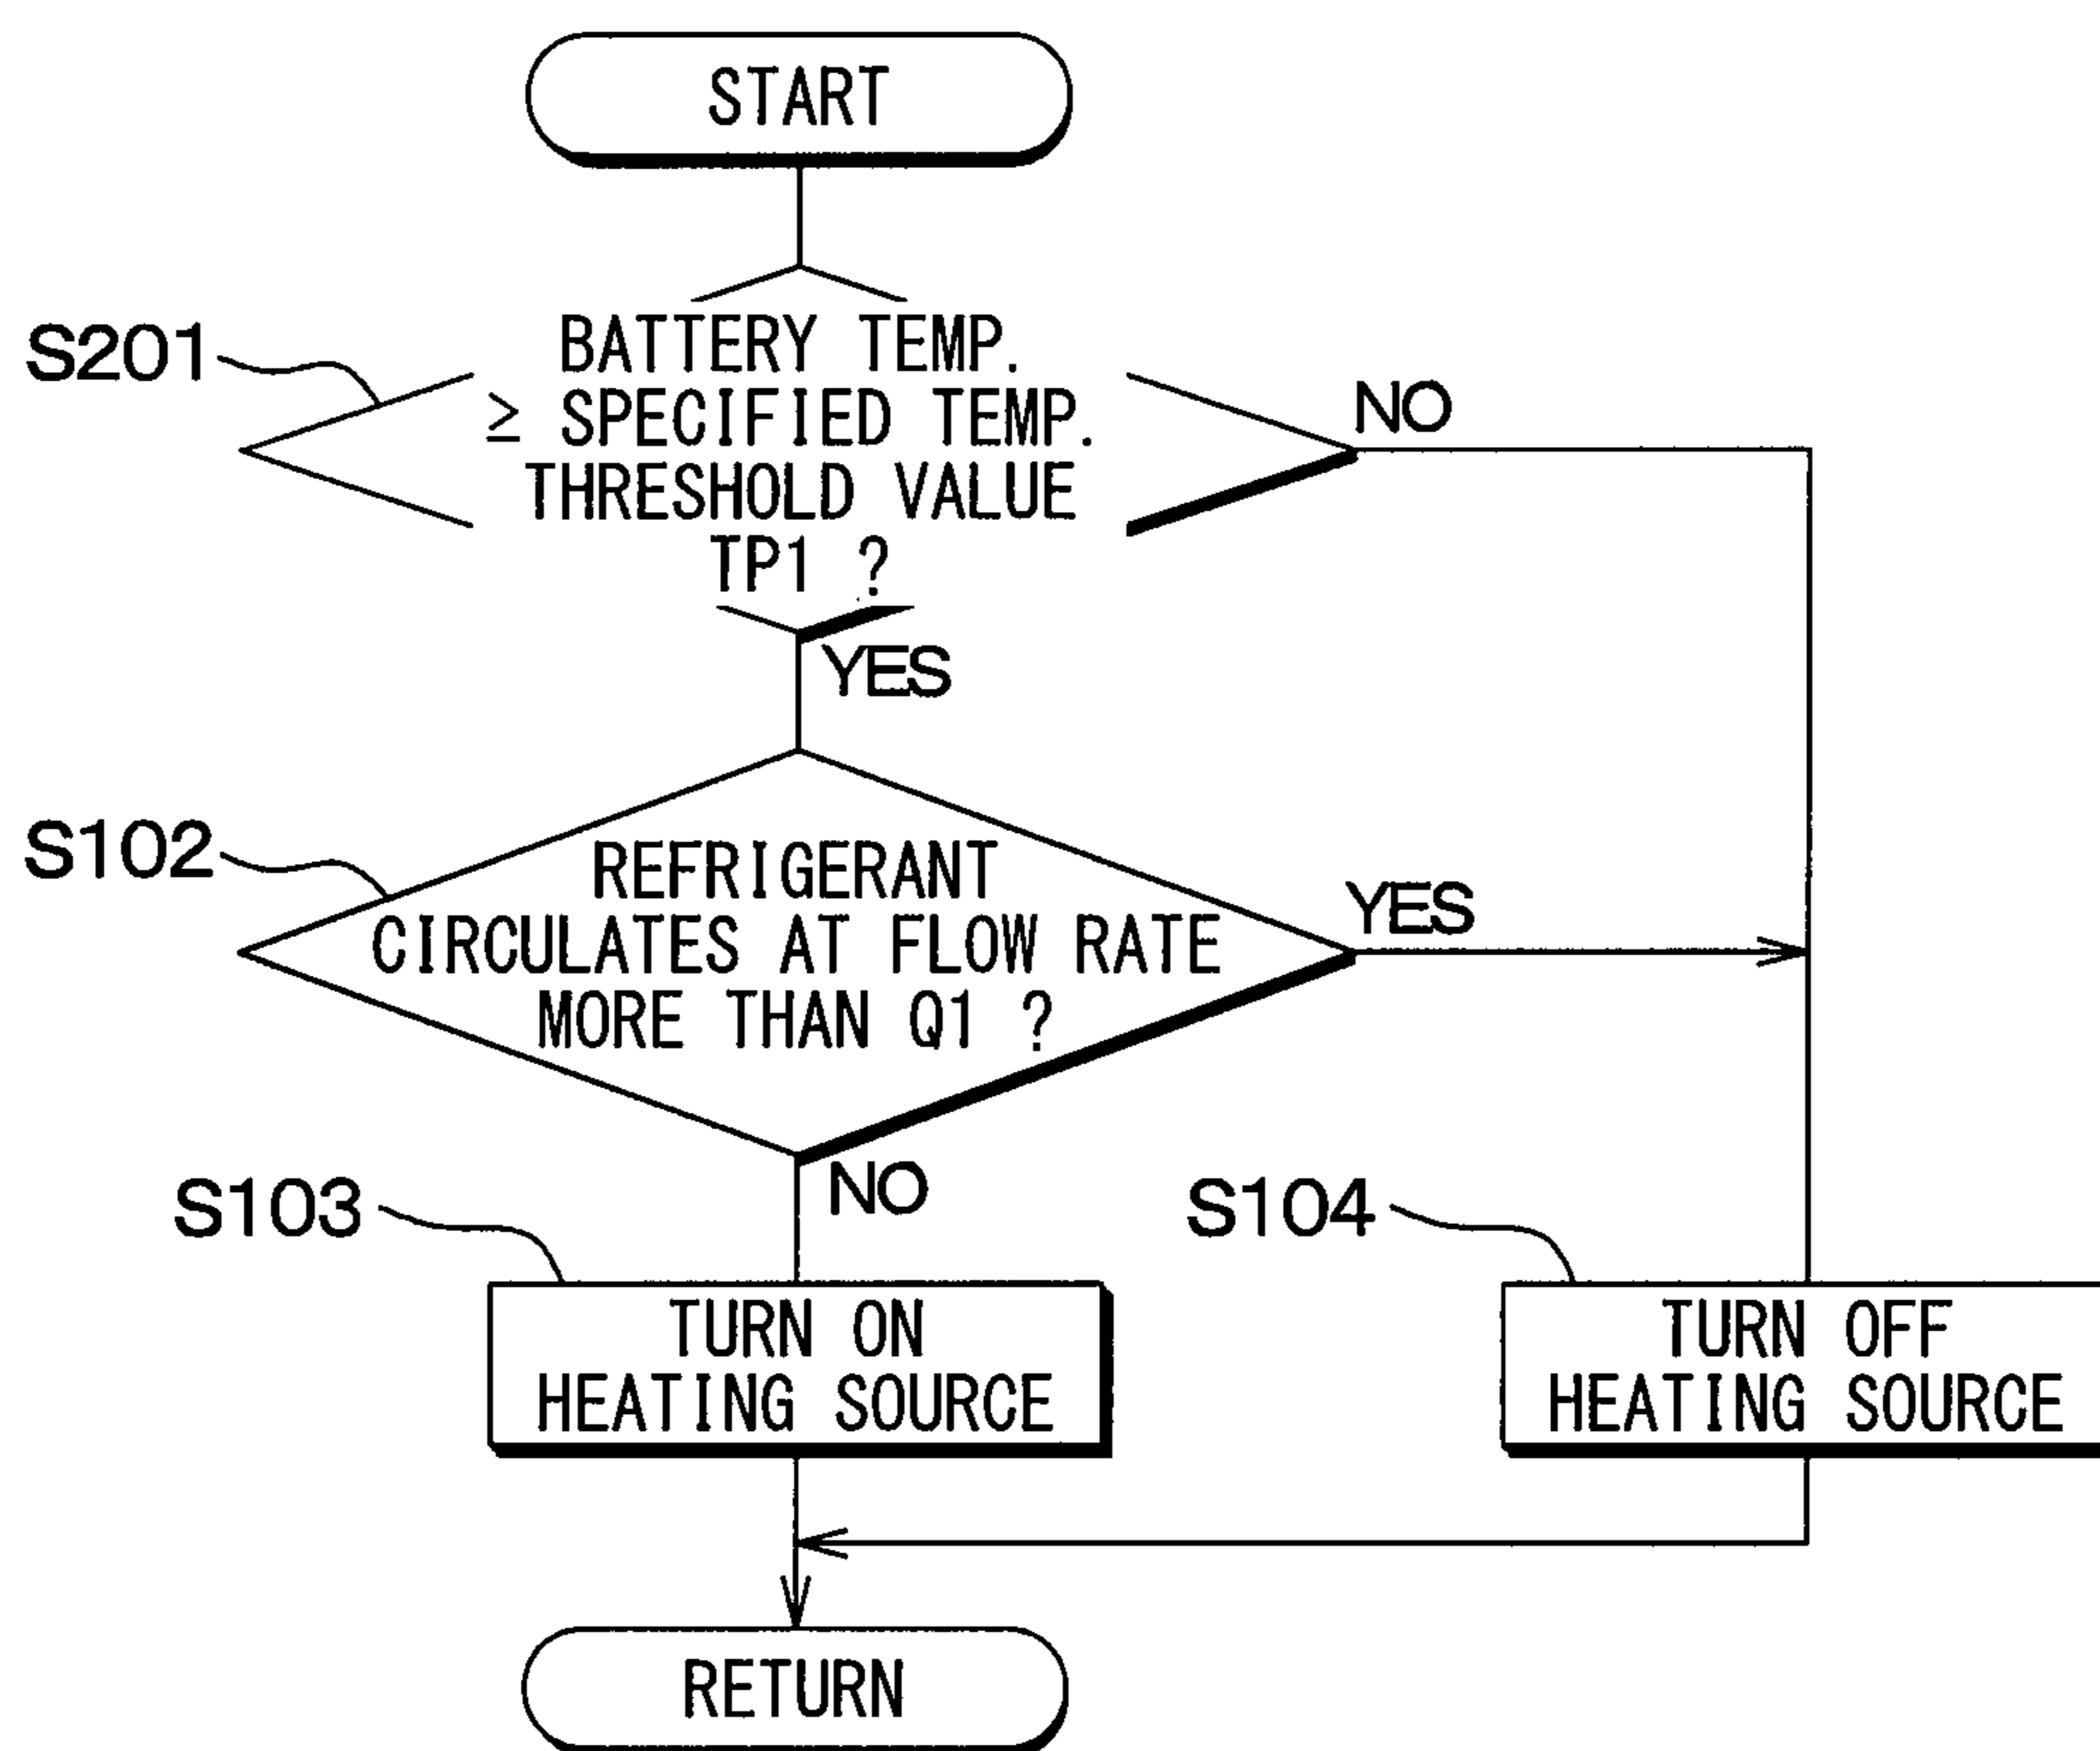 START
S201
BATTERY TEMP.
≥ SPECIFIED TEMP.
THRESHOLD VALUE
TP1 ?
NO
YES
S102
REFRIGERANT
CIRCULATES AT FLOW RATE
MORE THAN Q1 ?
YES
NO
S103
TURN ON
HEATING SOURCE
S104
TURN OFF
HEATING SOURCE
RETURN